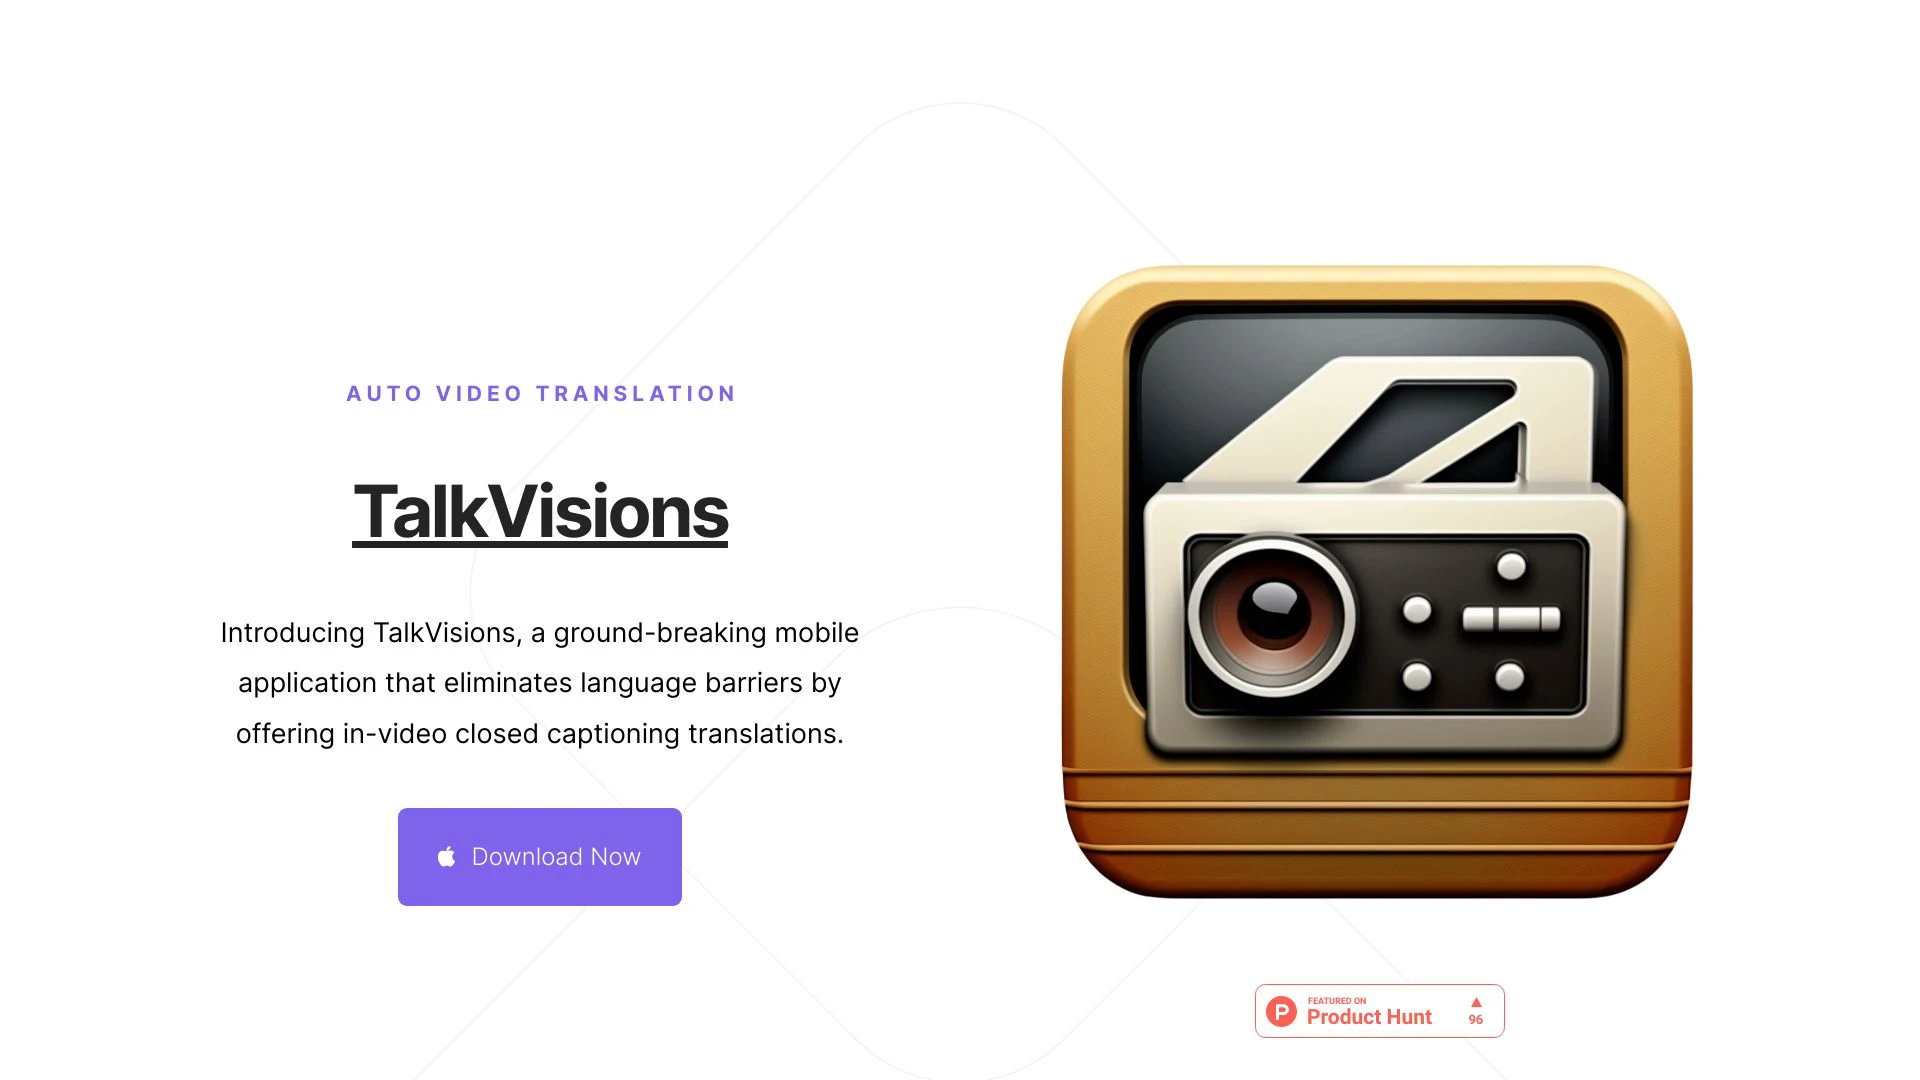 AUTO VIDEO TRANSLATION
TalkVisions
Introducing TalkVisions, a ground-breaking mobile
application that eliminates language barriers by
offering in-video closed captioning translations.
Download Now
FEATURED ON
Product Hunt
96